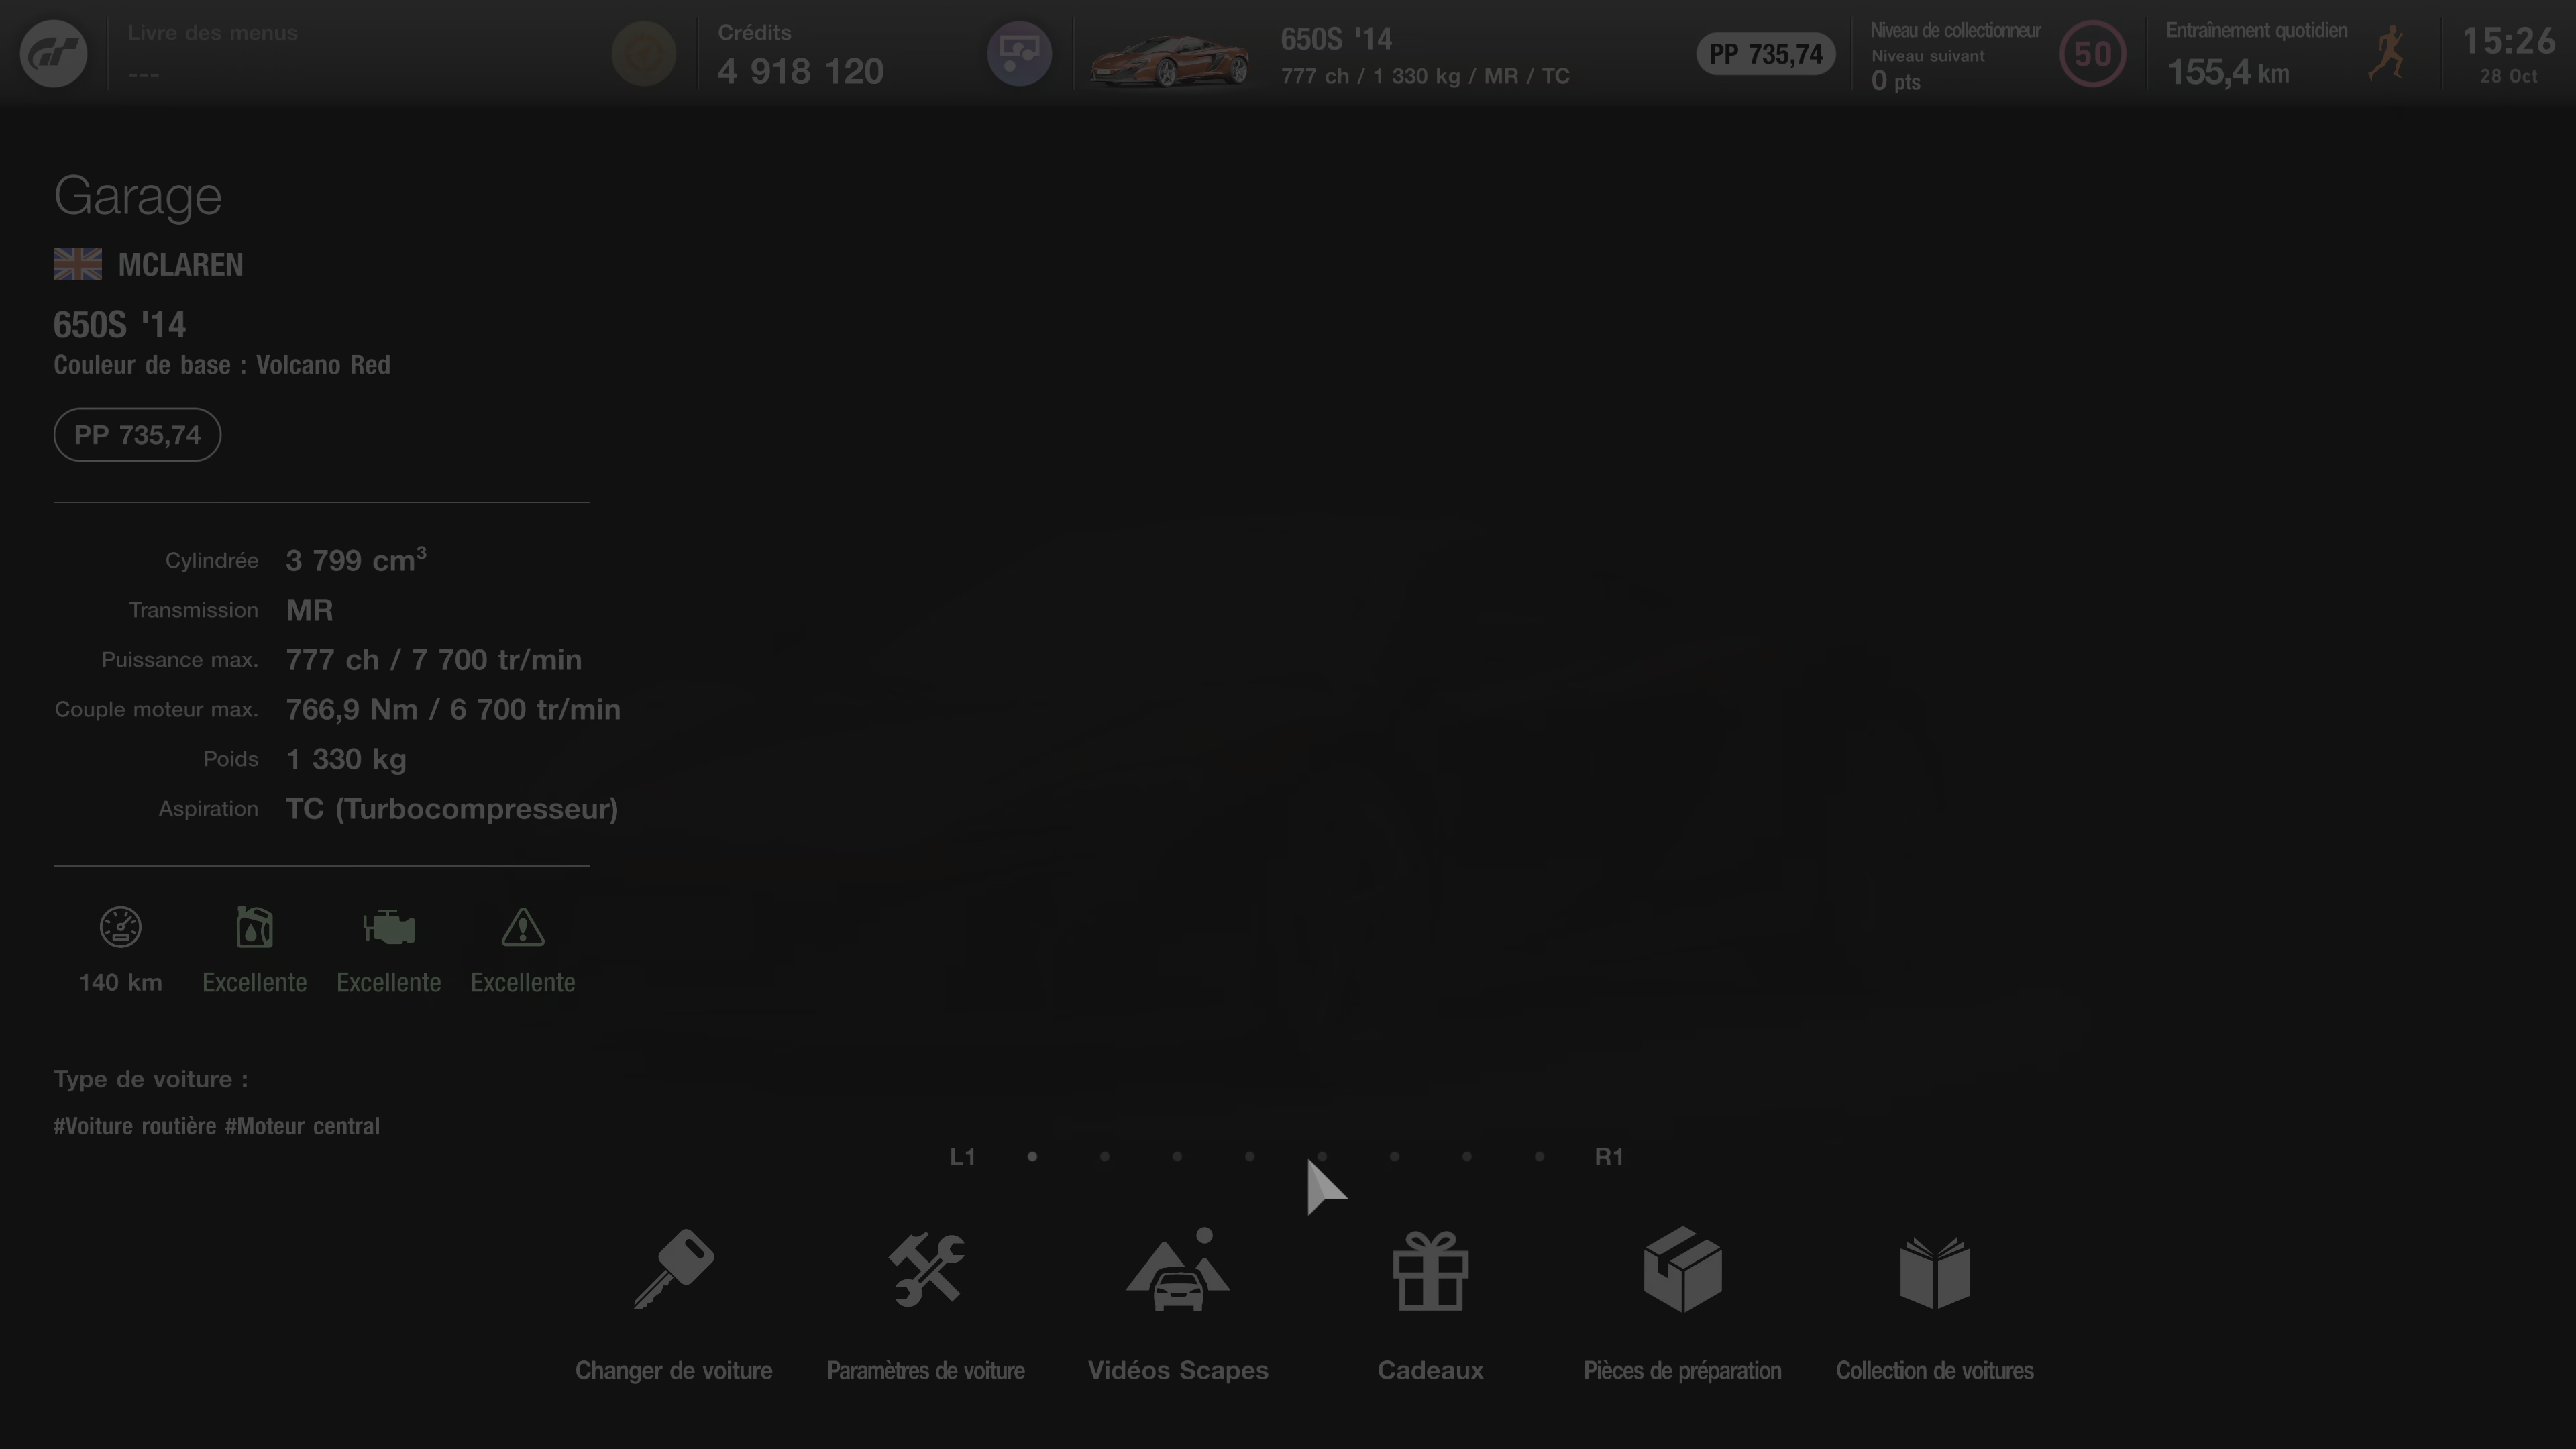 Livre des menus
---
Crédits
4 918 120
650S '14
777 ch / 1 330 kg / MR / TC
PP 735,74
Niveau de collectionneur
Niveau suivant
0 pts
50
Entraînement quotidien
155,4 km
15:26
28 Oct
Garage
MCLAREN
650S '14
Couleur de base : Volcano Red
PP 735,74
Cylindrée 3 799 cm³
Transmission MR
Puissance max. 777 ch / 7 700 tr/min
Couple moteur max. 766,9 Nm / 6 700 tr/min
Poids 1 330 kg
Aspiration TC (Turbocompresseur)
140 km Excellente Excellente Excellente
Type de voiture :
#Voiture routière #Moteur central
L1 R1
Changer de voiture Paramètres de voiture Vidéos Scapes Cadeaux Pièces de préparation Collection de voitures